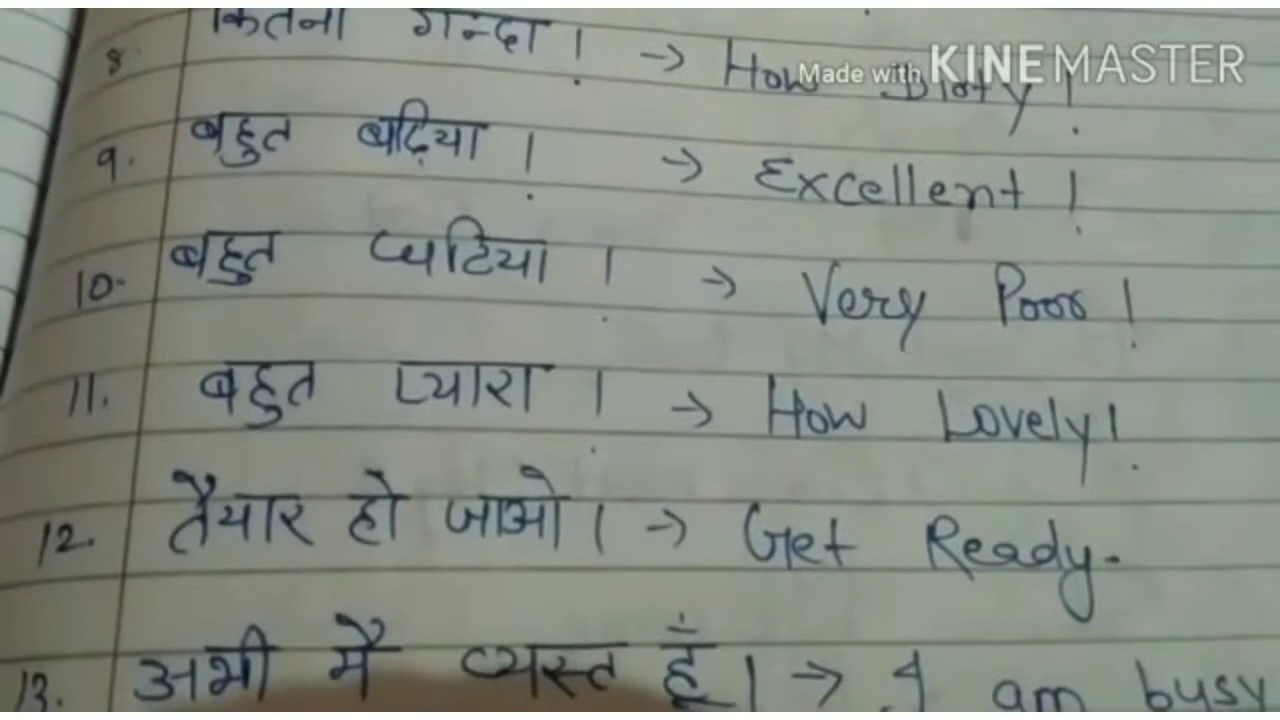 8. कितना गन्दा ! → How Dirty !
Made with KINEMASTER
9. बहुत बढ़िया ! → Excellent !
10. बहुत घटिया ! → Very Poor !
11. बहुत प्यारा ! → How Lovely !
12. तैयार हो जाओ । → Get Ready.
13. अभी मै व्यस्त हूं । → I am busy